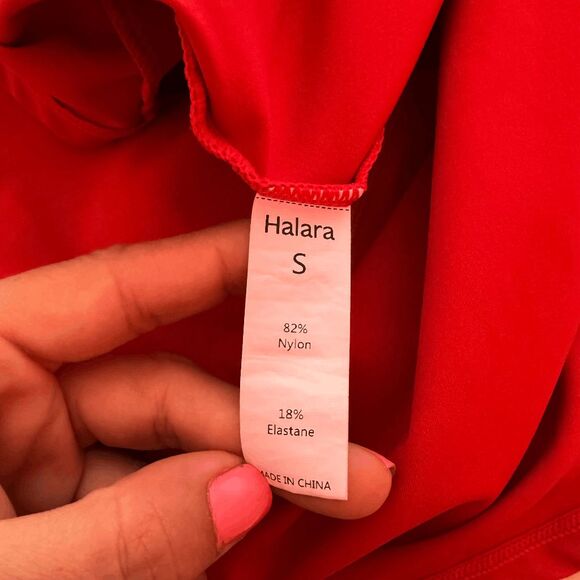 Halara
S
82%
Nylon
18%
Elastane
MADE IN CHINA